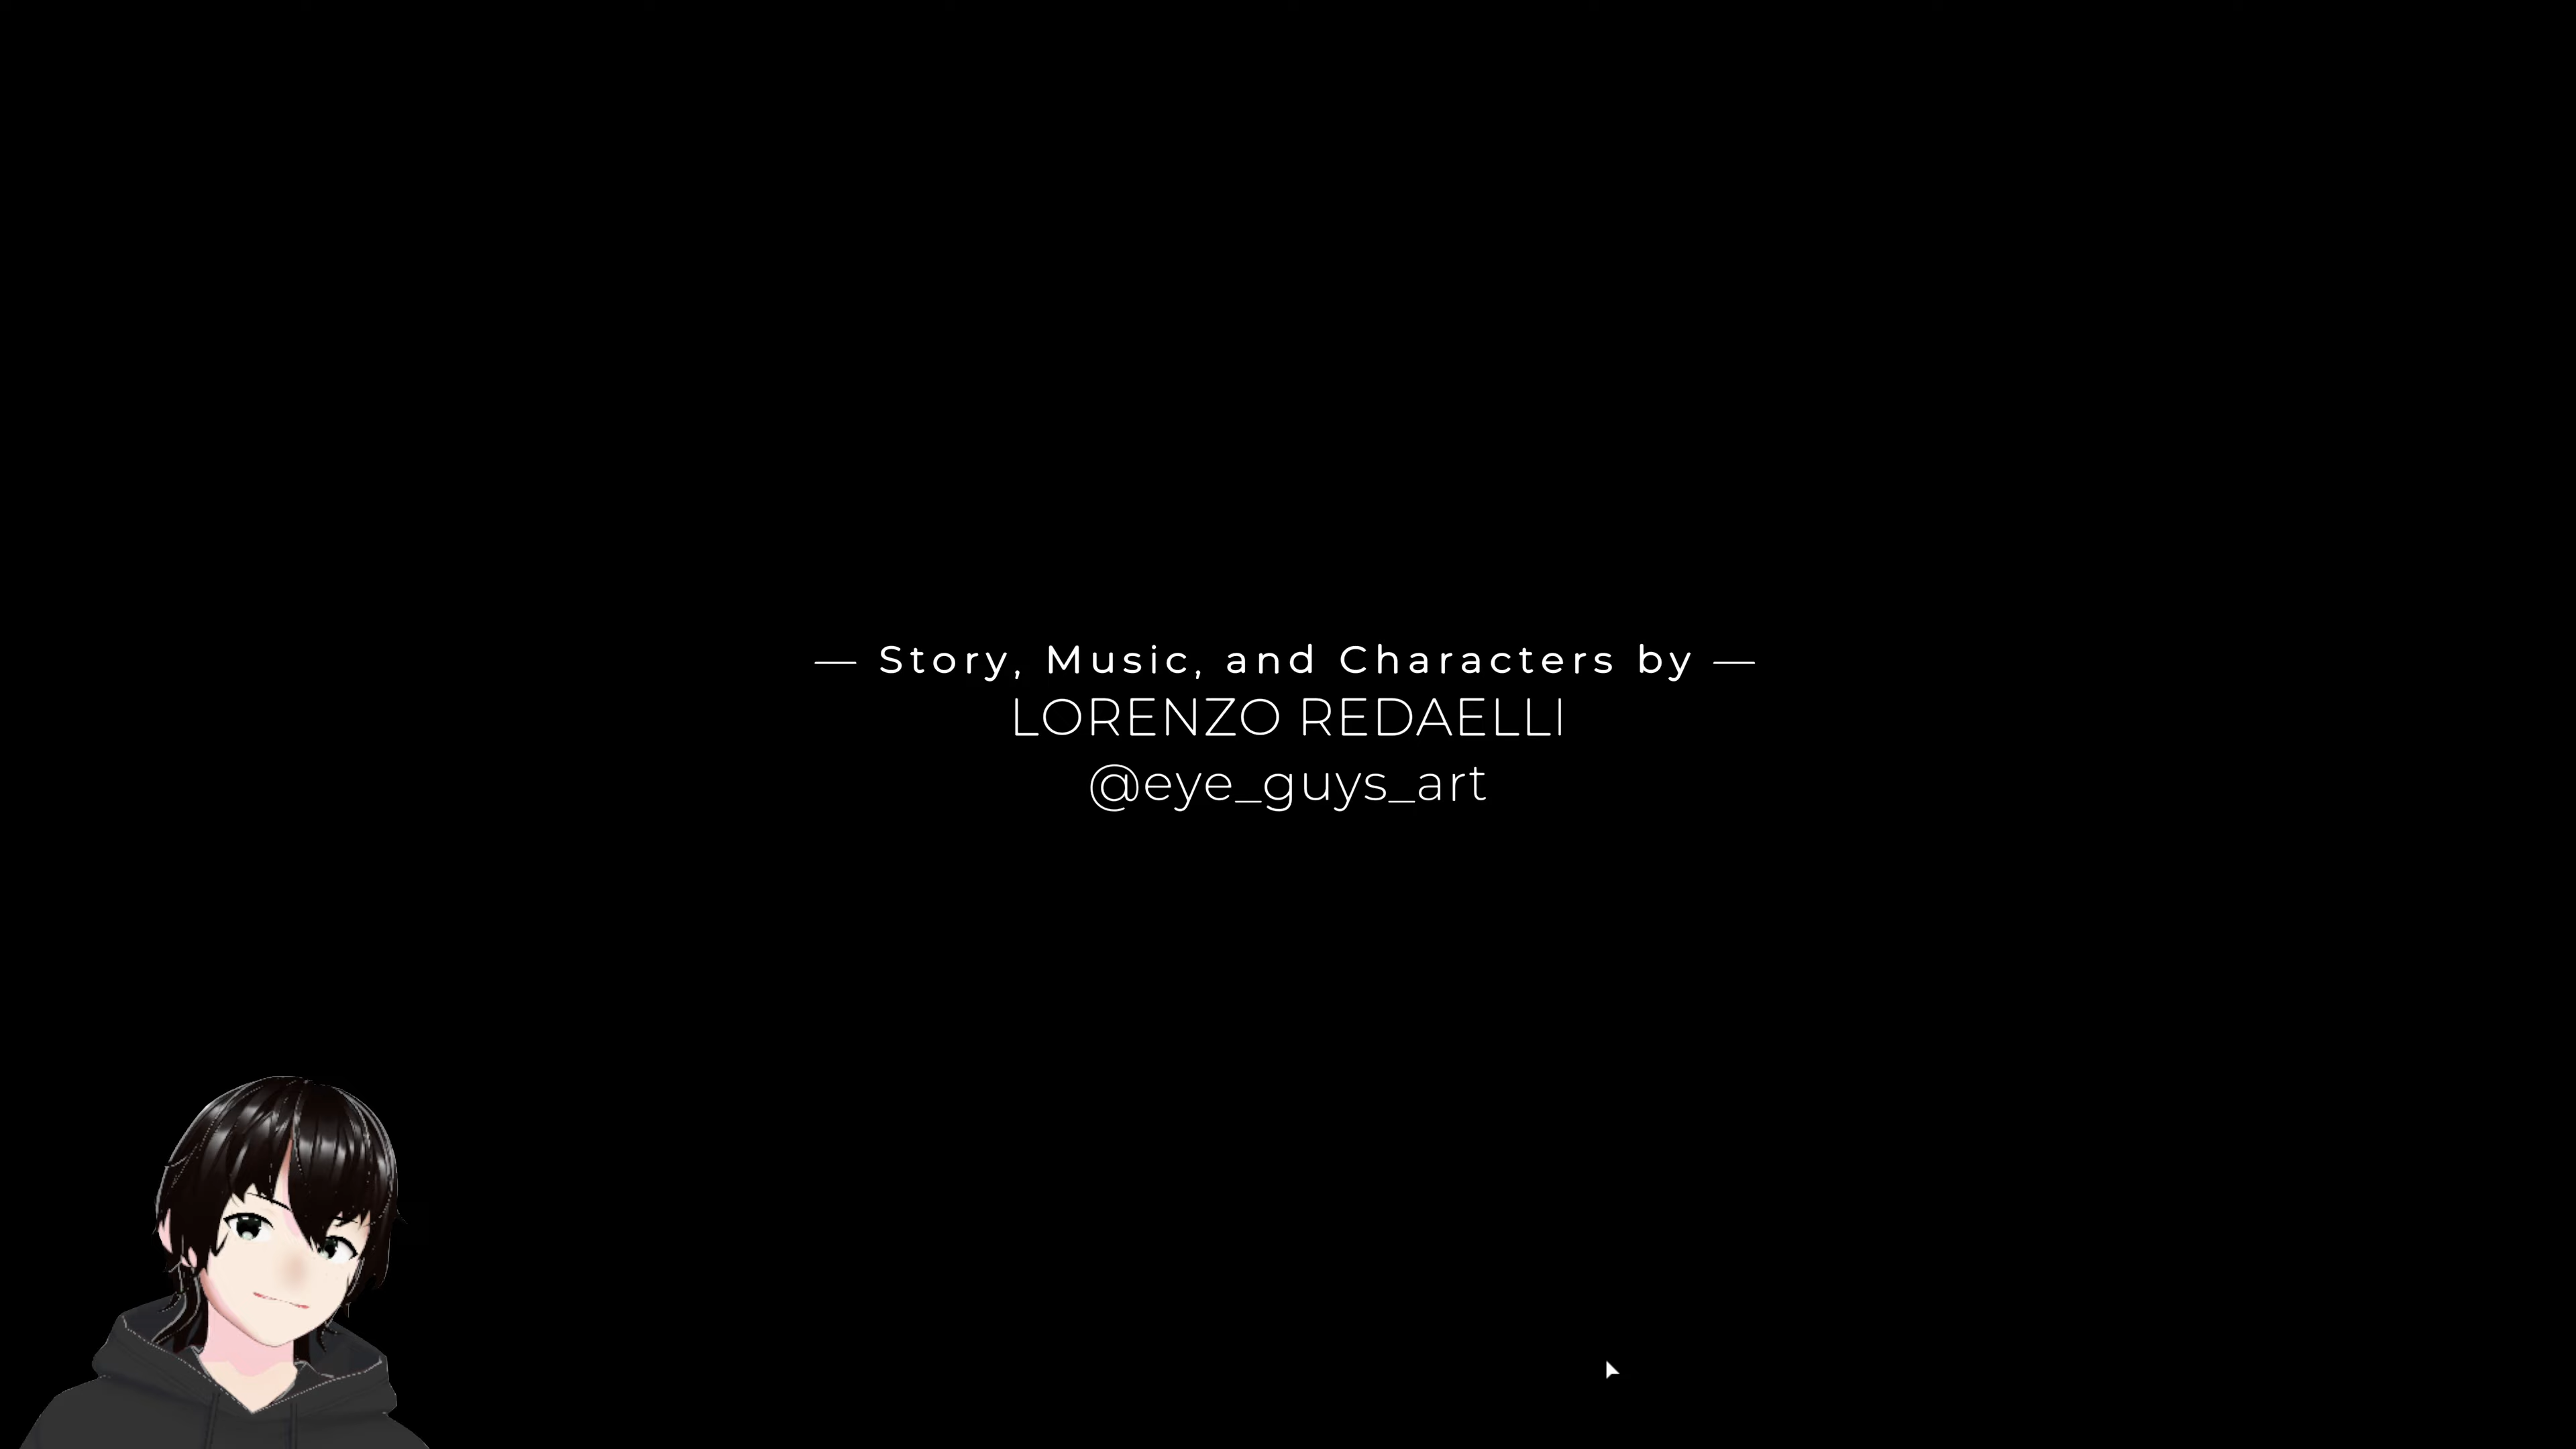 — Story, Music, and Characters by —
LORENZO REDAELLI
@eye_guys_art